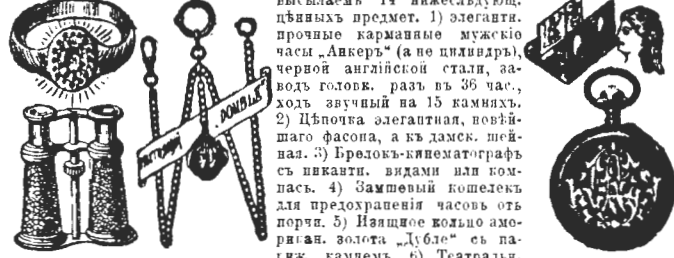 высылаемъ 14 нижеслѣдующ.
цѣнныхъ предмет. 1) элегантн.
прочные карманные мужскіе
часы „Анкеръ“ (а не цилиндръ),
черной англійской стали, за-
водъ головк. разъ въ 36 час.,
ходъ звучный на 15 камняхъ.
2) Цѣпочка элегантная, новѣй-
шаго фасона, а къ дамск. шей-
ная. 3) Брелокъ-кинематографъ
съ пикантн. видами или ком-
пасъ. 4) Замшевый кошелекъ
для предохраненія часовъ отъ
порчи. 5) Изящное кольцо аме-
рикан. золота „Дубле“ съ па-
риж. камнемъ. 6) Театральн.
DOUBLÉ